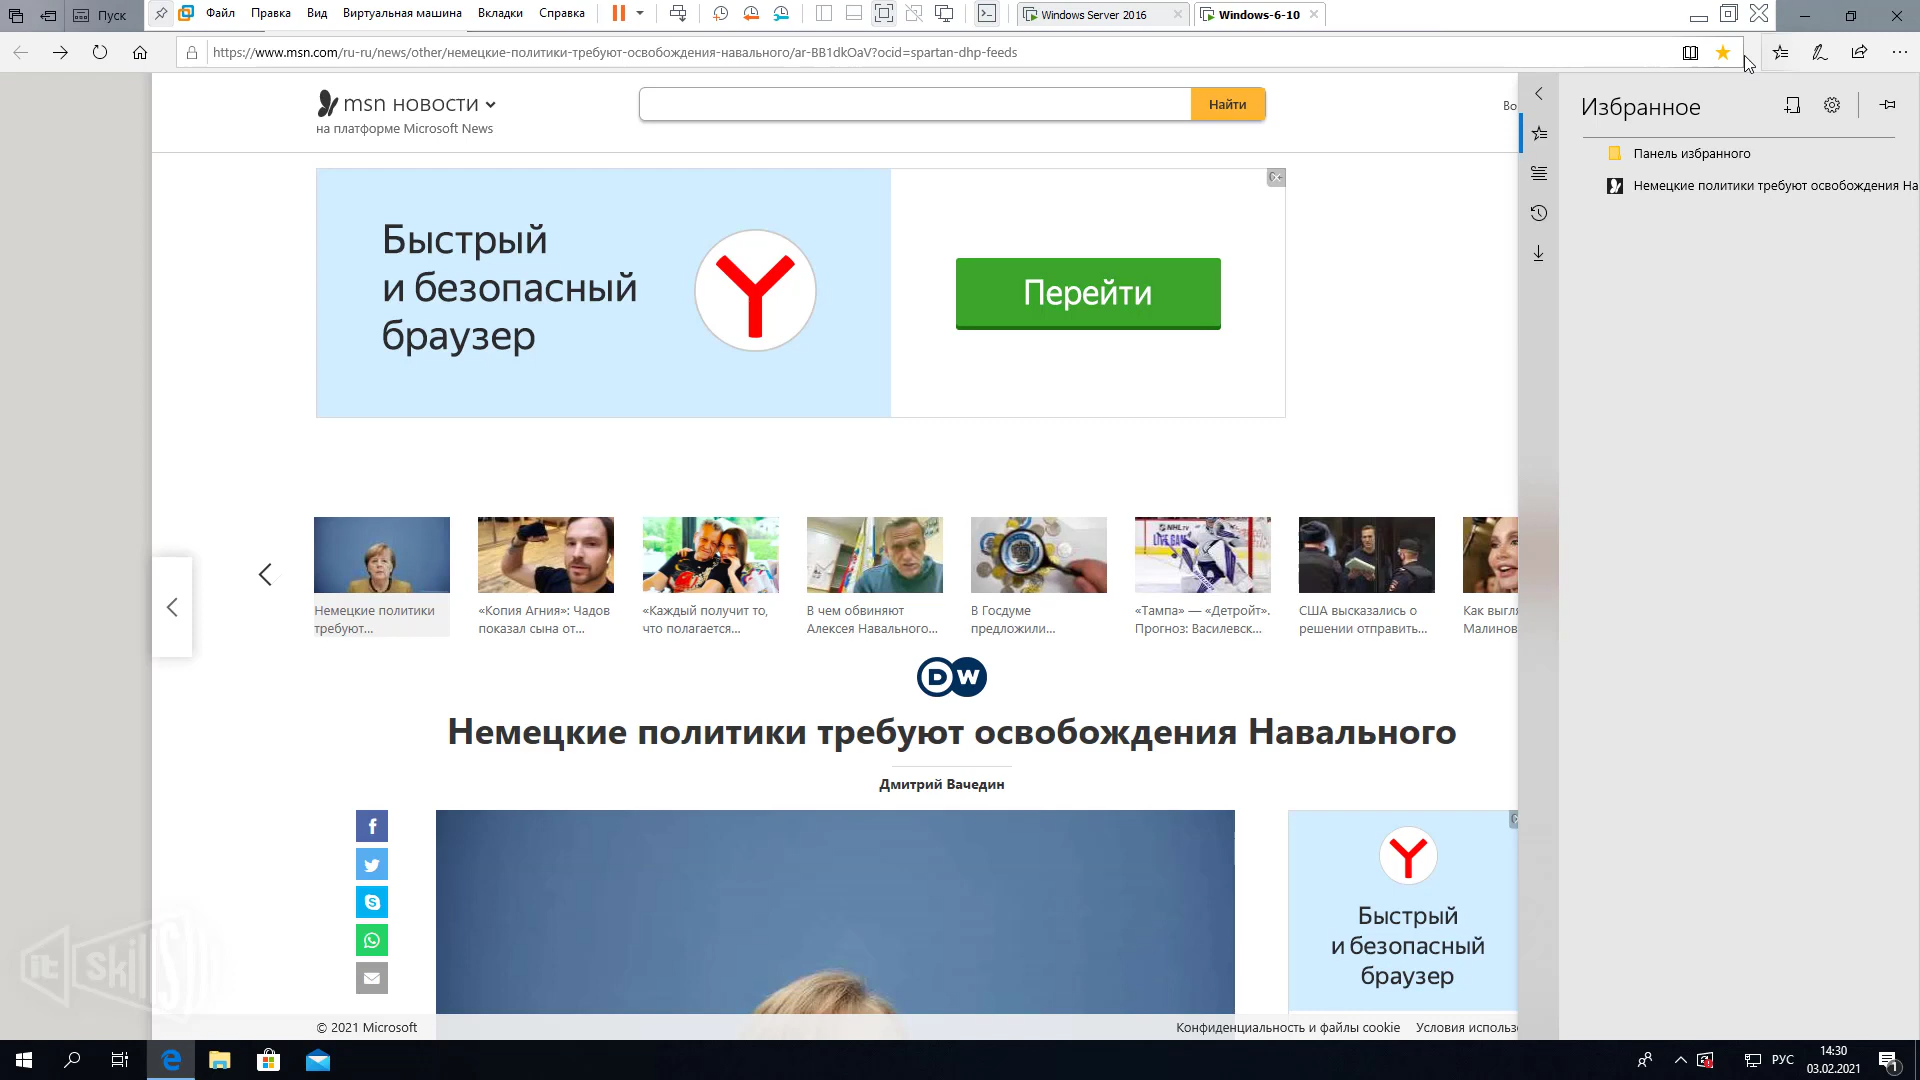 Пуск
Файл Правка Вид Виртуальная машина Вкладки Справка
Windows Server 2016
Windows-6-10
https://www.msn.com/ru-ru/news/other/немецкие-политики-требуют-освобождения-навального/ar-BB1dkOaV?ocid=spartan-dhp-feeds
msn новости
на платформе Microsoft News
Найти
Во
Избранное
Панель избранного
Немецкие политики требуют освобождения На
Быстрый
и безопасный
браузер
Перейти
Немецкие политики
требуют...
«Копия Агния»: Чадов
показал сына от...
«Каждый получит то,
что полагается...
В чем обвиняют
Алексея Навального...
В Госдуме
предложили...
«Тампа» — «Детройт».
Прогноз: Василевск...
США высказались о
решении отправить...
Как выгля
Малинов
DW
Немецкие политики требуют освобождения Навального
Дмитрий Вачедин
Быстрый
и безопасный
браузер
it skills
© 2021 Microsoft
Конфиденциальность и файлы cookie
Условия использ
РУС
14:30
03.02.2021
1